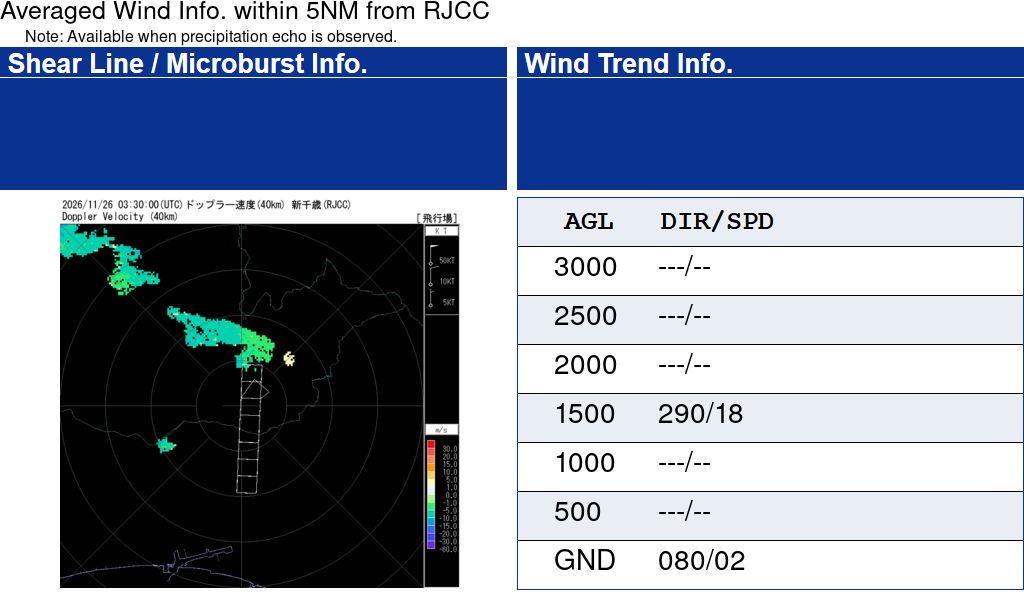 Averaged Wind Info. within 5NM from RJCC
Note: Available when precipitation echo is observed.
Shear Line / Microburst Info.
Wind Trend Info.
2026/11/26 03:30:00(UTC) ドップラー速度(40km) 新千歳(RJCC)
Doppler Velocity (40km)
[飛行場]
KT
50KT
10KT
5KT
m/s
30.0
20.0
15.0
10.0
5.0
1.0
0.0
-1.0
-5.0
-10.0
-15.0
-20.0
-30.0
-60.0
AGL DIR/SPD
3000 ---/--
2500 ---/--
2000 ---/--
1500 290/18
1000 ---/--
500 ---/--
GND 080/02